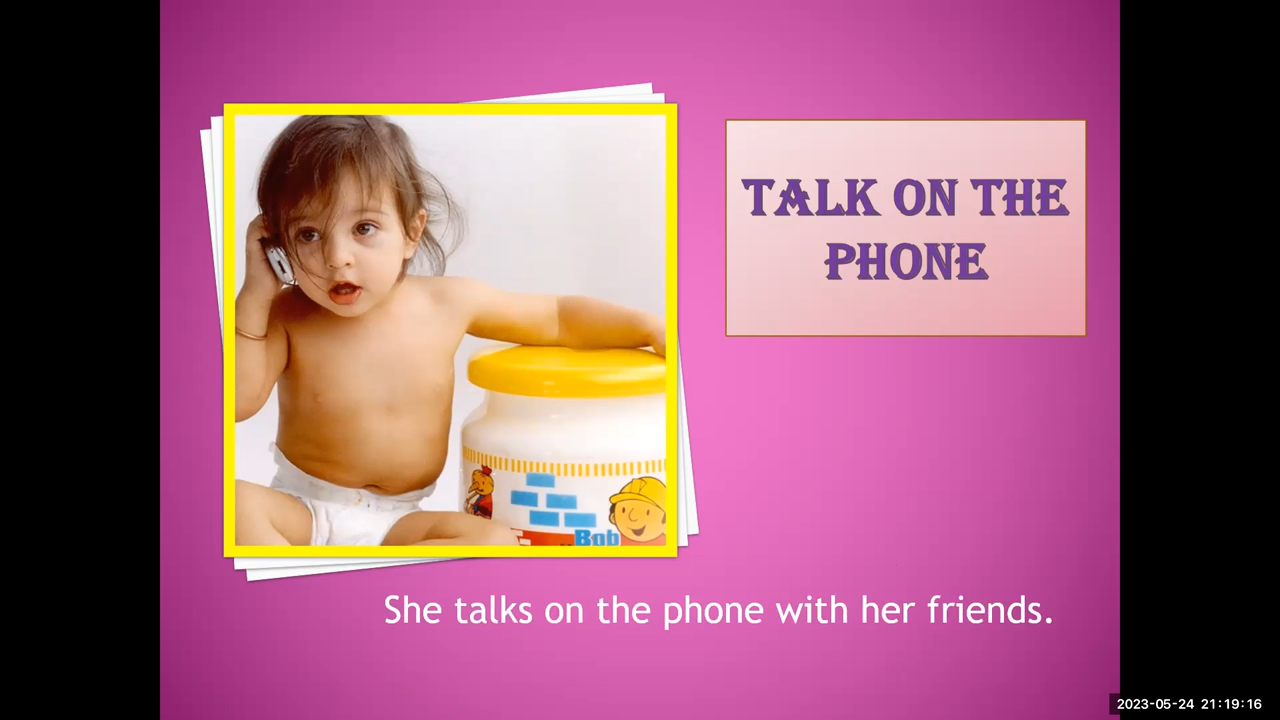 TALK ON THE
PHONE
Bob
She talks on the phone with her friends.
2023-05-24 21:19:16